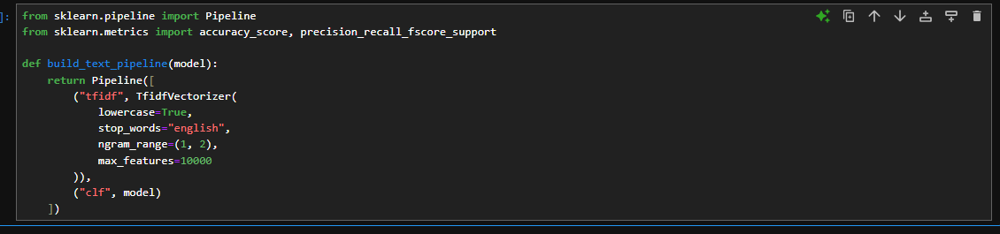 ]:
from sklearn.pipeline import Pipeline
from sklearn.metrics import accuracy_score, precision_recall_fscore_support

def build_text_pipeline(model):
    return Pipeline([
        ("tfidf", TfidfVectorizer(
            lowercase=True,
            stop_words="english",
            ngram_range=(1, 2),
            max_features=10000
        )),
        ("clf", model)
    ])